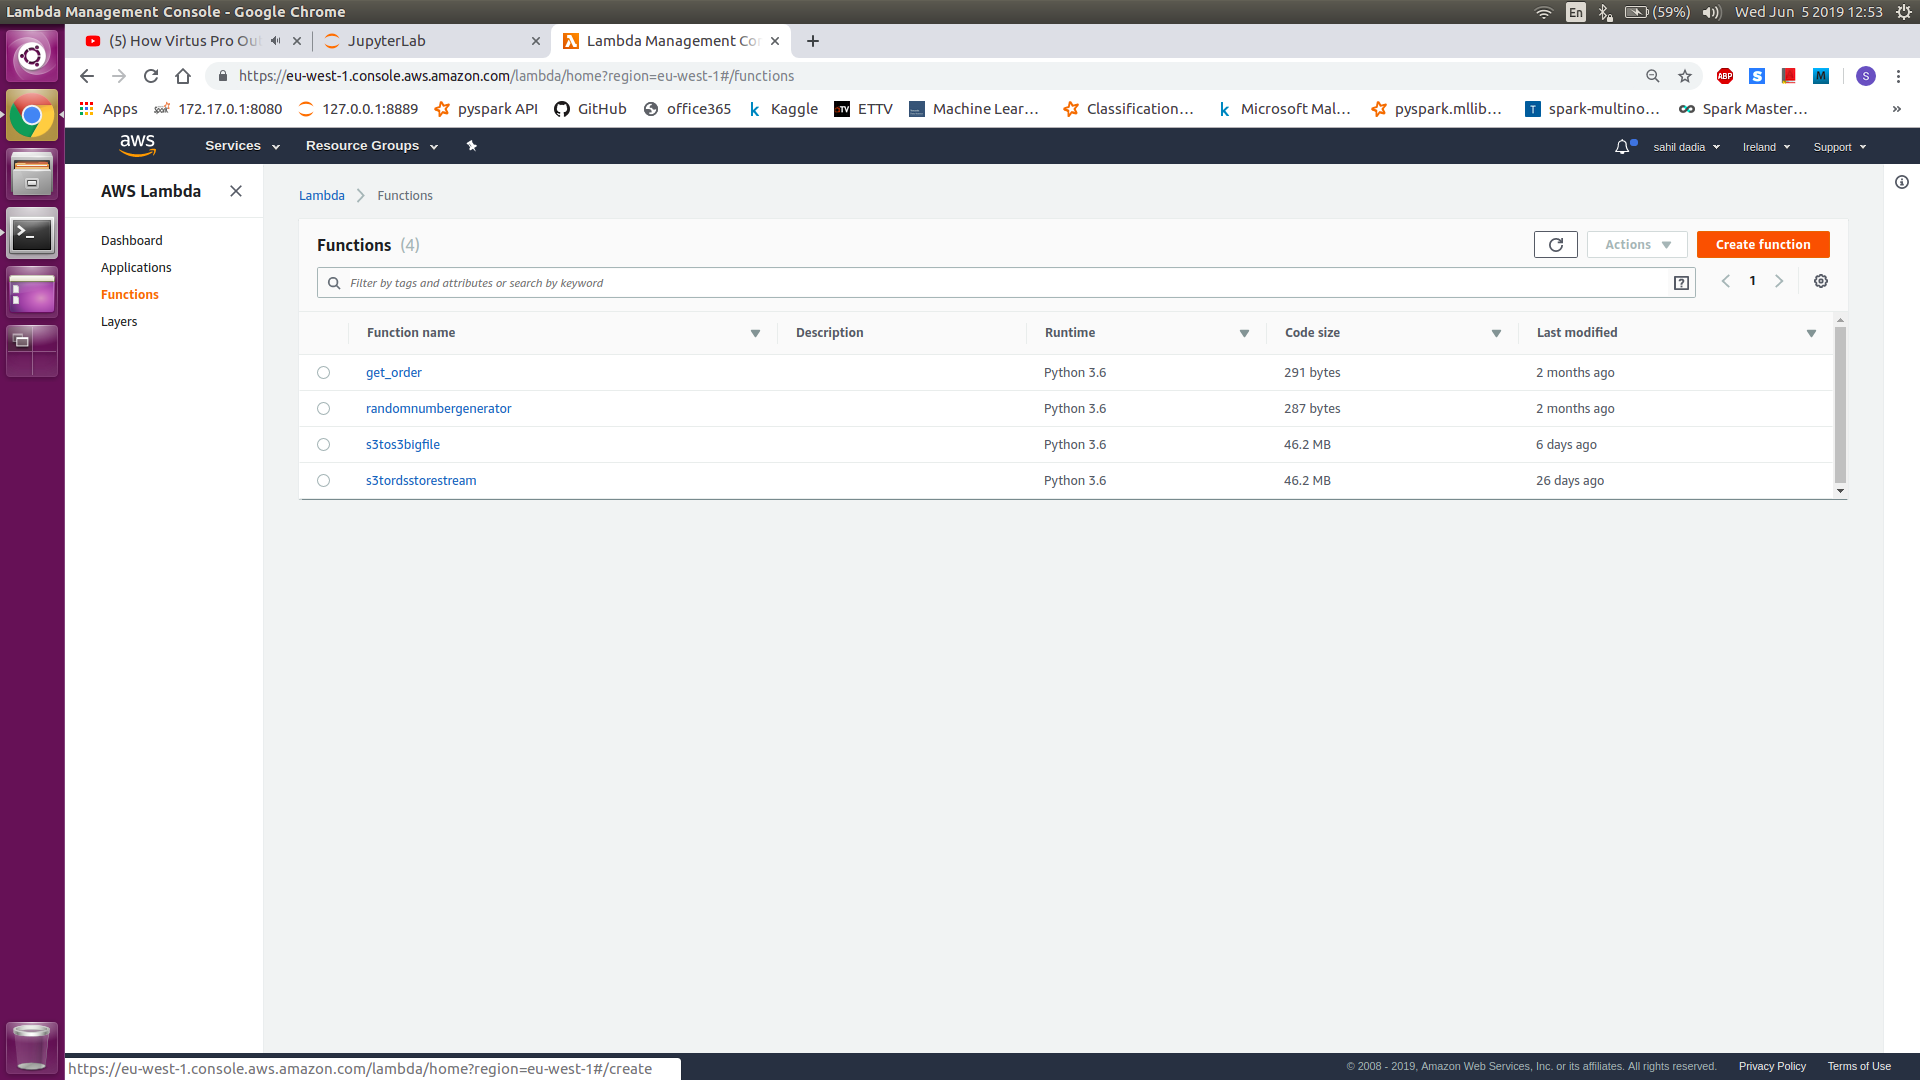 Lambda Management Console - Google Chrome
En
(59%)
Wed Jun 5 2019 12:53
(5) How Virtus Pro Ou
JupyterLab
Lambda Management Co
https://eu-west-1.console.aws.amazon.com/lambda/home?region=eu-west-1#/functions
ABP
S
M
S
Apps
172.17.0.1:8080
127.0.0.1:8889
pyspark API
GitHub
office365
Kaggle
ETTV
Machine Lear...
Classification...
Microsoft Mal...
pyspark.mllib...
T
spark-multino...
Spark Master...
»
aws
Services
Resource Groups
sahil dadia
Ireland
Support
AWS Lambda
Dashboard
Applications
Functions
Layers
Lambda
Functions
Functions (4)
Actions
Create function
Filter by tags and attributes or search by keyword
?
1
Function name
Description
Runtime
Code size
Last modified
get_order
Python 3.6
291 bytes
2 months ago
randomnumbergenerator
Python 3.6
287 bytes
2 months ago
s3tos3bigfile
Python 3.6
46.2 MB
6 days ago
s3tordsstorestream
Python 3.6
46.2 MB
26 days ago
https://eu-west-1.console.aws.amazon.com/lambda/home?region=eu-west-1#/create
© 2008 - 2019, Amazon Web Services, Inc. or its affiliates. All rights reserved.
Privacy Policy
Terms of Use